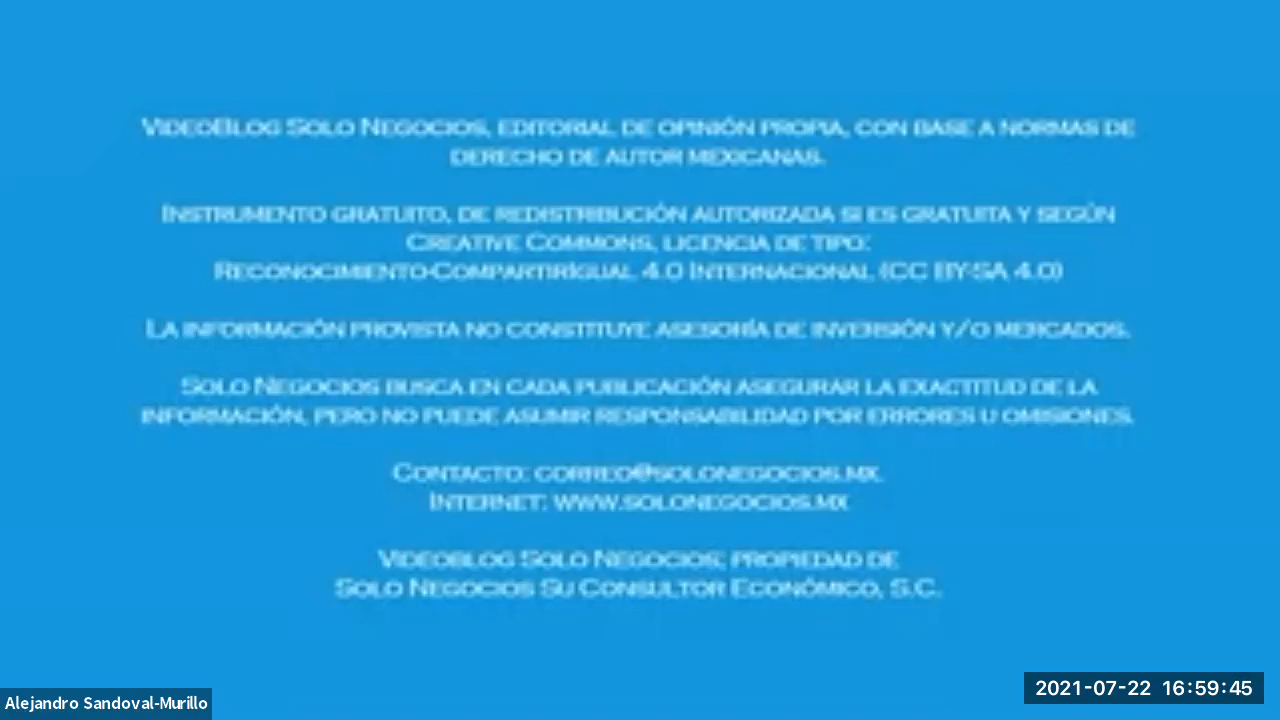 VideoBlog Solo Negocios, editorial de opinión propia, con base a normas de
derecho de autor mexicanas.
Instrumento gratuito, de redistribución autorizada si es gratuita y según
Creative Commons, licencia de tipo:
Reconocimiento-CompartirIgual 4.0 Internacional (CC BY-SA 4.0)
La información provista no constituye asesoría de inversión y/o mercados.
Solo Negocios busca en cada publicación asegurar la exactitud de la
información, pero no puede asumir responsabilidad por errores u omisiones.
Contacto: correo@solonegocios.mx.
Internet: www.solonegocios.mx
Videoblog Solo Negocios; propiedad de
Solo Negocios Su Consultor Económico, S.C.
Alejandro Sandoval-Murillo
2021-07-22 16:59:45